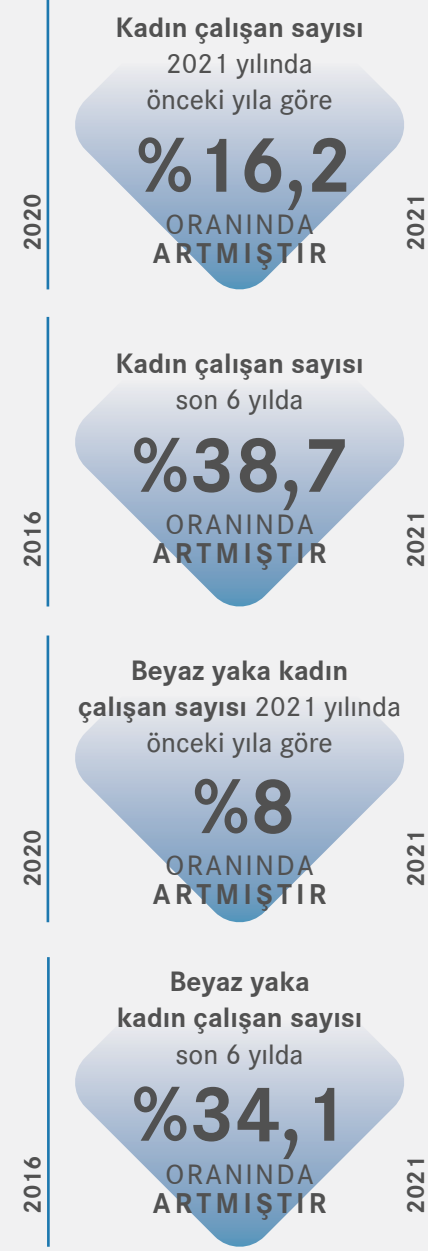 Kadın çalışan sayısı
2021 yılında
önceki yıla göre
%16,2
ORANINDA
ARTMIŞTIR
2020
2021
Kadın çalışan sayısı
son 6 yılda
%38,7
ORANINDA
ARTMIŞTIR
2016
2021
Beyaz yaka kadın
çalışan sayısı 2021 yılında
önceki yıla göre
%8
ORANINDA
ARTMIŞTIR
2020
2021
Beyaz yaka
kadın çalışan sayısı
son 6 yılda
%34,1
ORANINDA
ARTMIŞTIR
2016
2021